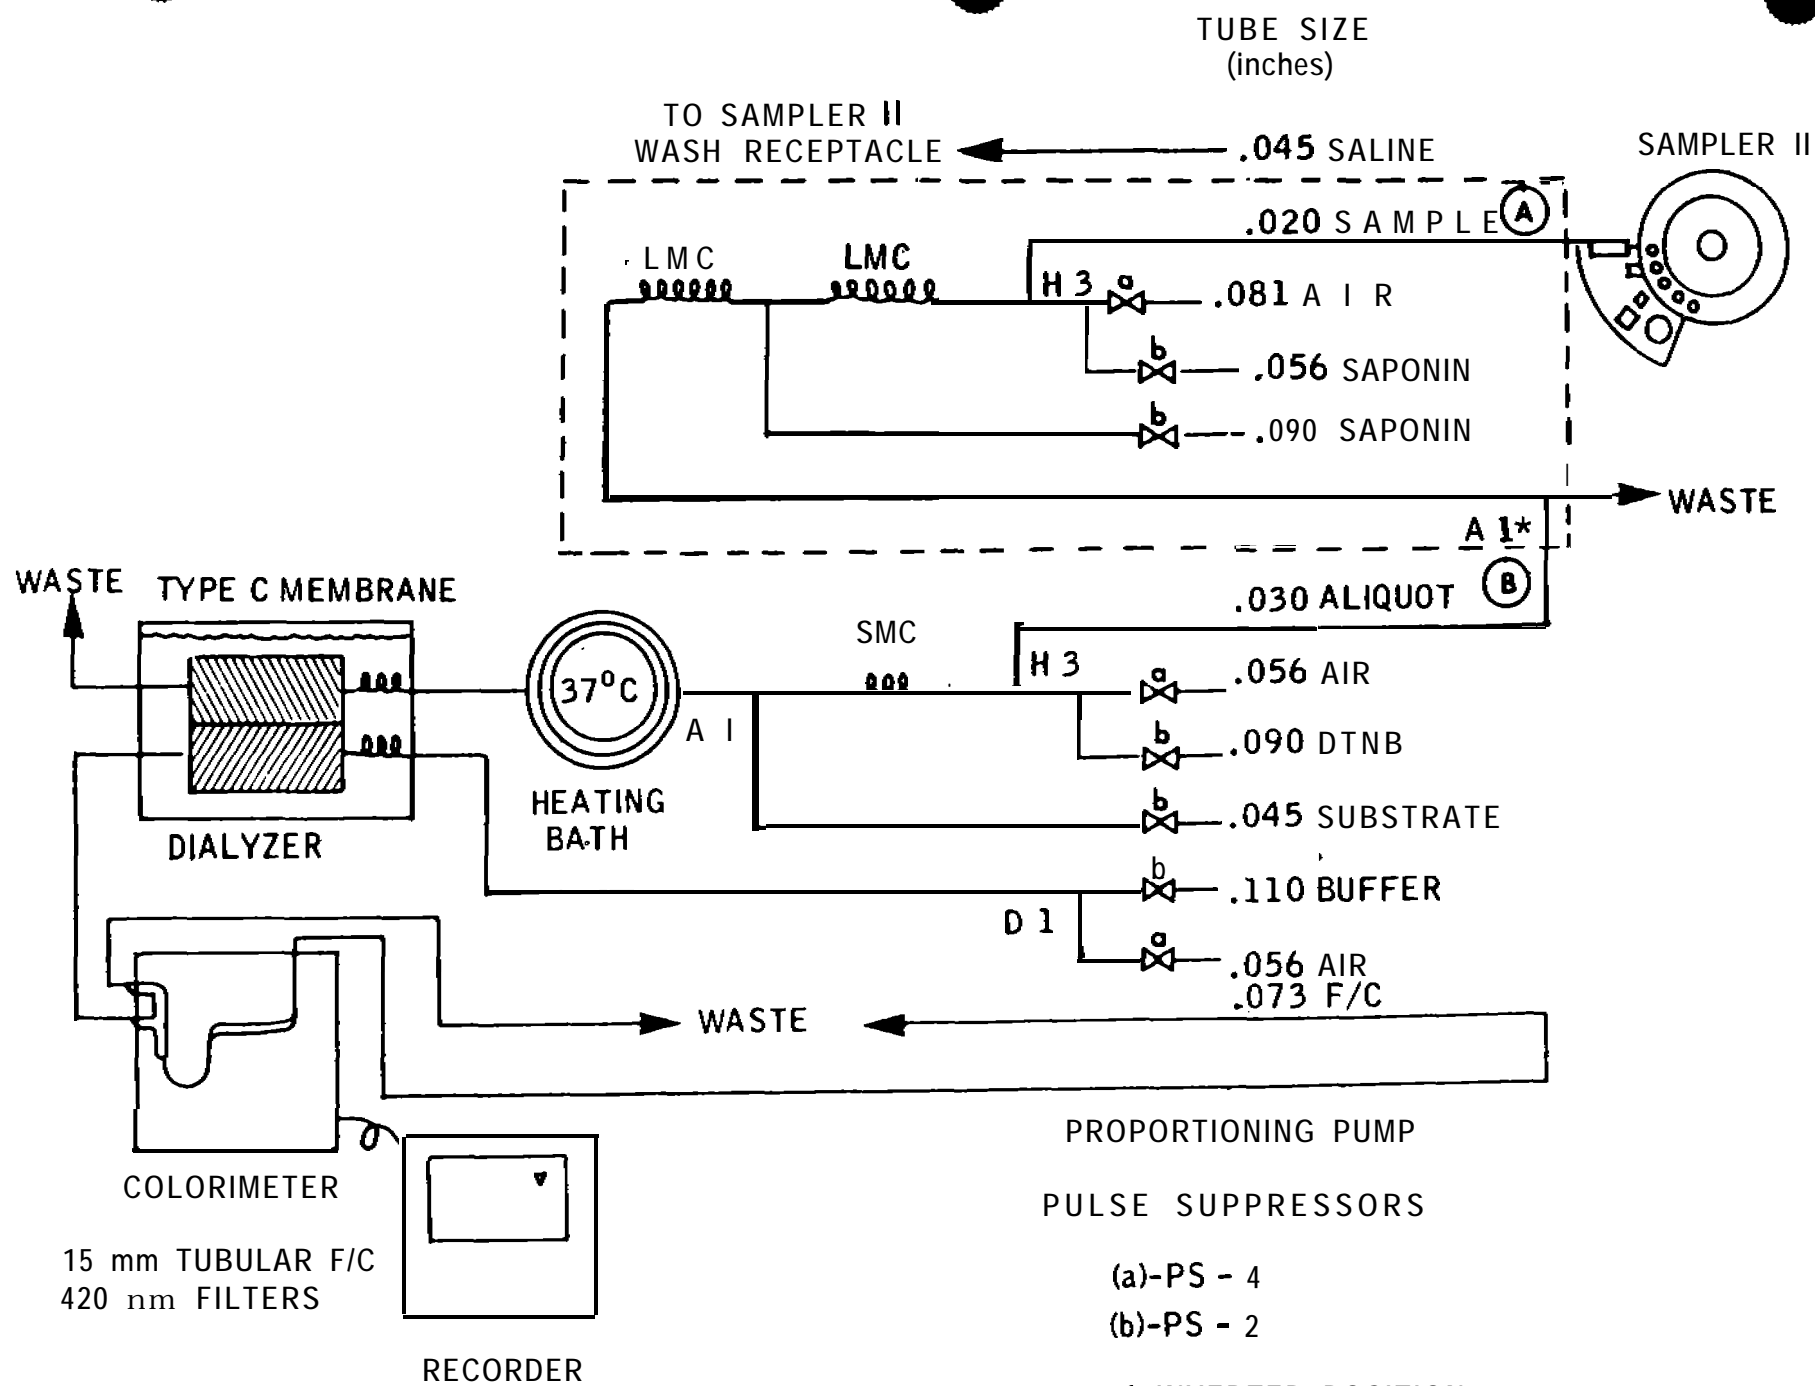 TUBE SIZE
(inches)
TO SAMPLER II
WASH RECEPTACLE
.045 SALINE
SAMPLER II
.020 SAMPLE
A
LMC
LMC
H3
a
.081 AIR
b
.056 SAPONIN
b
.090 SAPONIN
WASTE
A 1*
B
.030 ALIQUOT
WASTE
TYPE C MEMBRANE
SMC
H3
37°C
A I
a
.056 AIR
b
.090 DTNB
b
.045 SUBSTRATE
HEATING
BATH
DIALYZER
b
.110 BUFFER
D 1
a
.056 AIR
.073 F/C
WASTE
PROPORTIONING PUMP
COLORIMETER
PULSE SUPPRESSORS
15 mm TUBULAR F/C
420 nm FILTERS
(a)-PS - 4
(b)-PS - 2
RECORDER